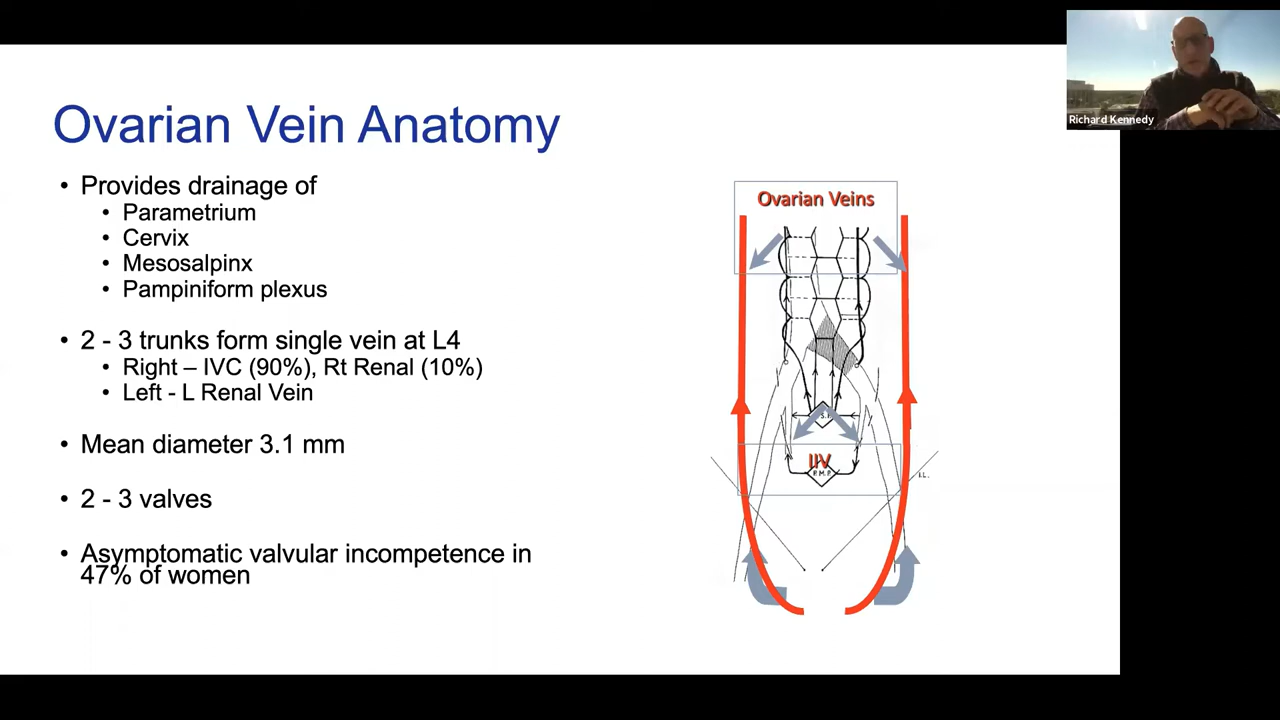 Ovarian Vein Anatomy
• Provides drainage of
• Parametrium
• Cervix
• Mesosalpinx
• Pampiniform plexus
• 2 - 3 trunks form single vein at L4
• Right – IVC (90%), Rt Renal (10%)
• Left - L Renal Vein
• Mean diameter 3.1 mm
• 2 - 3 valves
• Asymptomatic valvular incompetence in
47% of women
Ovarian Veins
IIV
P.M.P.
I.L.
Richard Kennedy